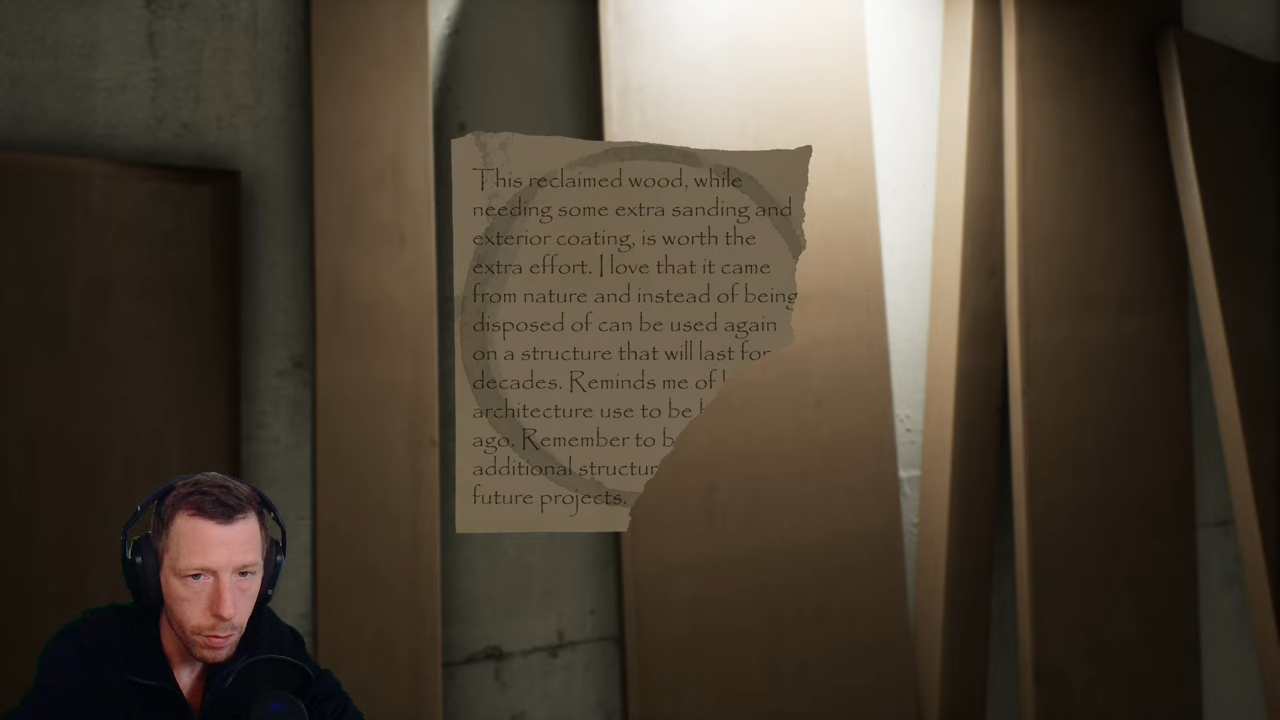 This reclaimed wood, while
needing some extra sanding and
exterior coating, is worth the
extra effort. I love that it came
from nature and instead of being
disposed of can be used again
on a structure that will last for
decades. Reminds me of
architecture use to be
ago. Remember to
additional
future projects.